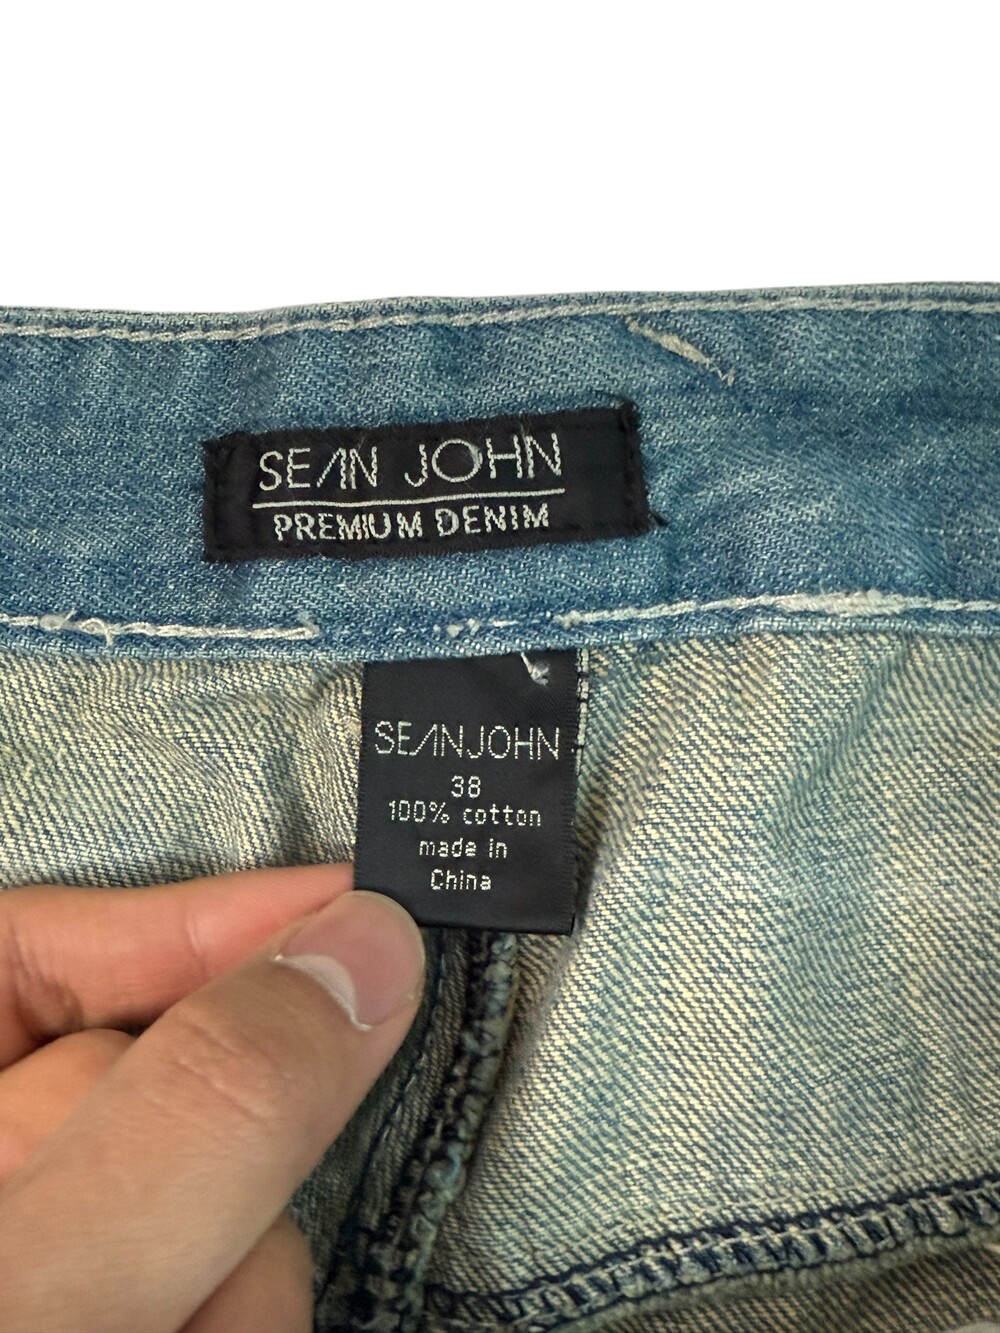 SEAN JOHN
PREMIUM DENIM
SEANJOHN
38
100% cotton
made in
China